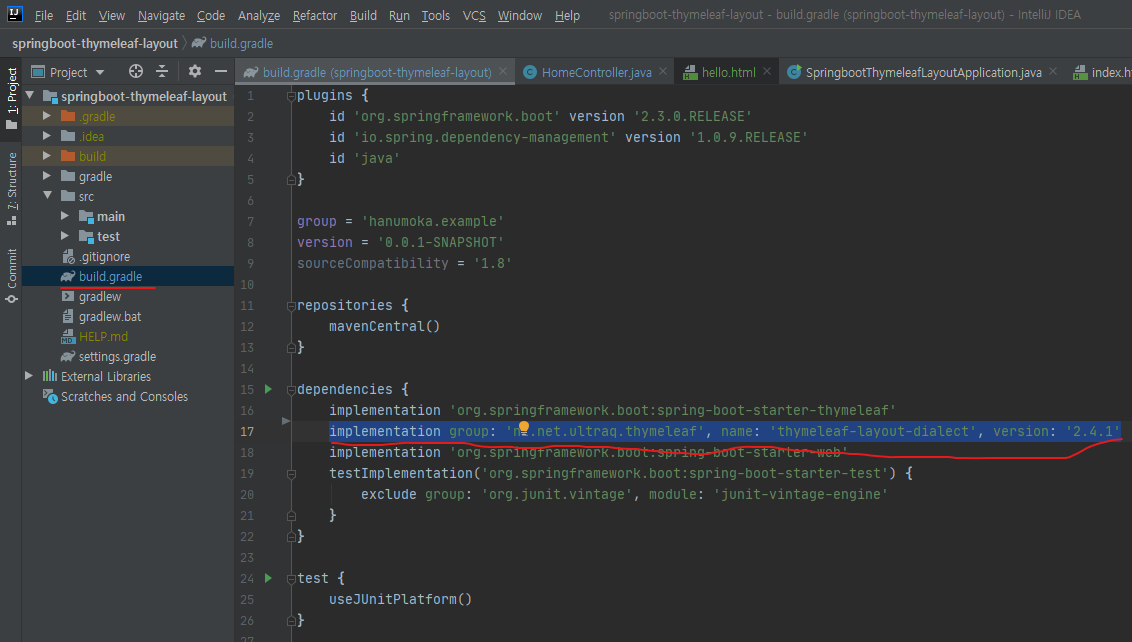 File Edit View Navigate Code Analyze Refactor Build Run Tools VCS Window Help springboot-thymeleaf-layout - build.gradle (springboot-thymeleaf-layout) - IntelliJ IDEA
springboot-thymeleaf-layout build.gradle
Project
build.gradle (springboot-thymeleaf-layout) HomeController.java hello.html SpringbootThymeleafLayoutApplication.java
1: Project
7: Structure
Commit
springboot-thymeleaf-layout
.gradle
.idea
build
gradle
src
main
test
.gitignore
build.gradle
gradlew
gradlew.bat
HELP.md
settings.gradle
External Libraries
Scratches and Consoles
1 plugins {
2 id 'org.springframework.boot' version '2.3.0.RELEASE'
3 id 'io.spring.dependency-management' version '1.0.9.RELEASE'
4 id 'java'
5 }
6
7 group = 'hanumoka.example'
8 version = '0.0.1-SNAPSHOT'
9 sourceCompatibility = '1.8'
10
11 repositories {
12 mavenCentral()
13 }
14
15 dependencies {
16 implementation 'org.springframework.boot:spring-boot-starter-thymeleaf'
17 implementation group: .net.ultraq.thymeleaf', name: 'thymeleaf-layout-dialect', version: '2.4.1'
18 implementation 'org.springframework.boot:spring-boot-starter-web'
19 testImplementation('org.springframework.boot:spring-boot-starter-test') {
20 exclude group: 'org.junit.vintage', module: 'junit-vintage-engine'
21 }
22 }
23
24 test {
25 useJUnitPlatform()
26 }
27